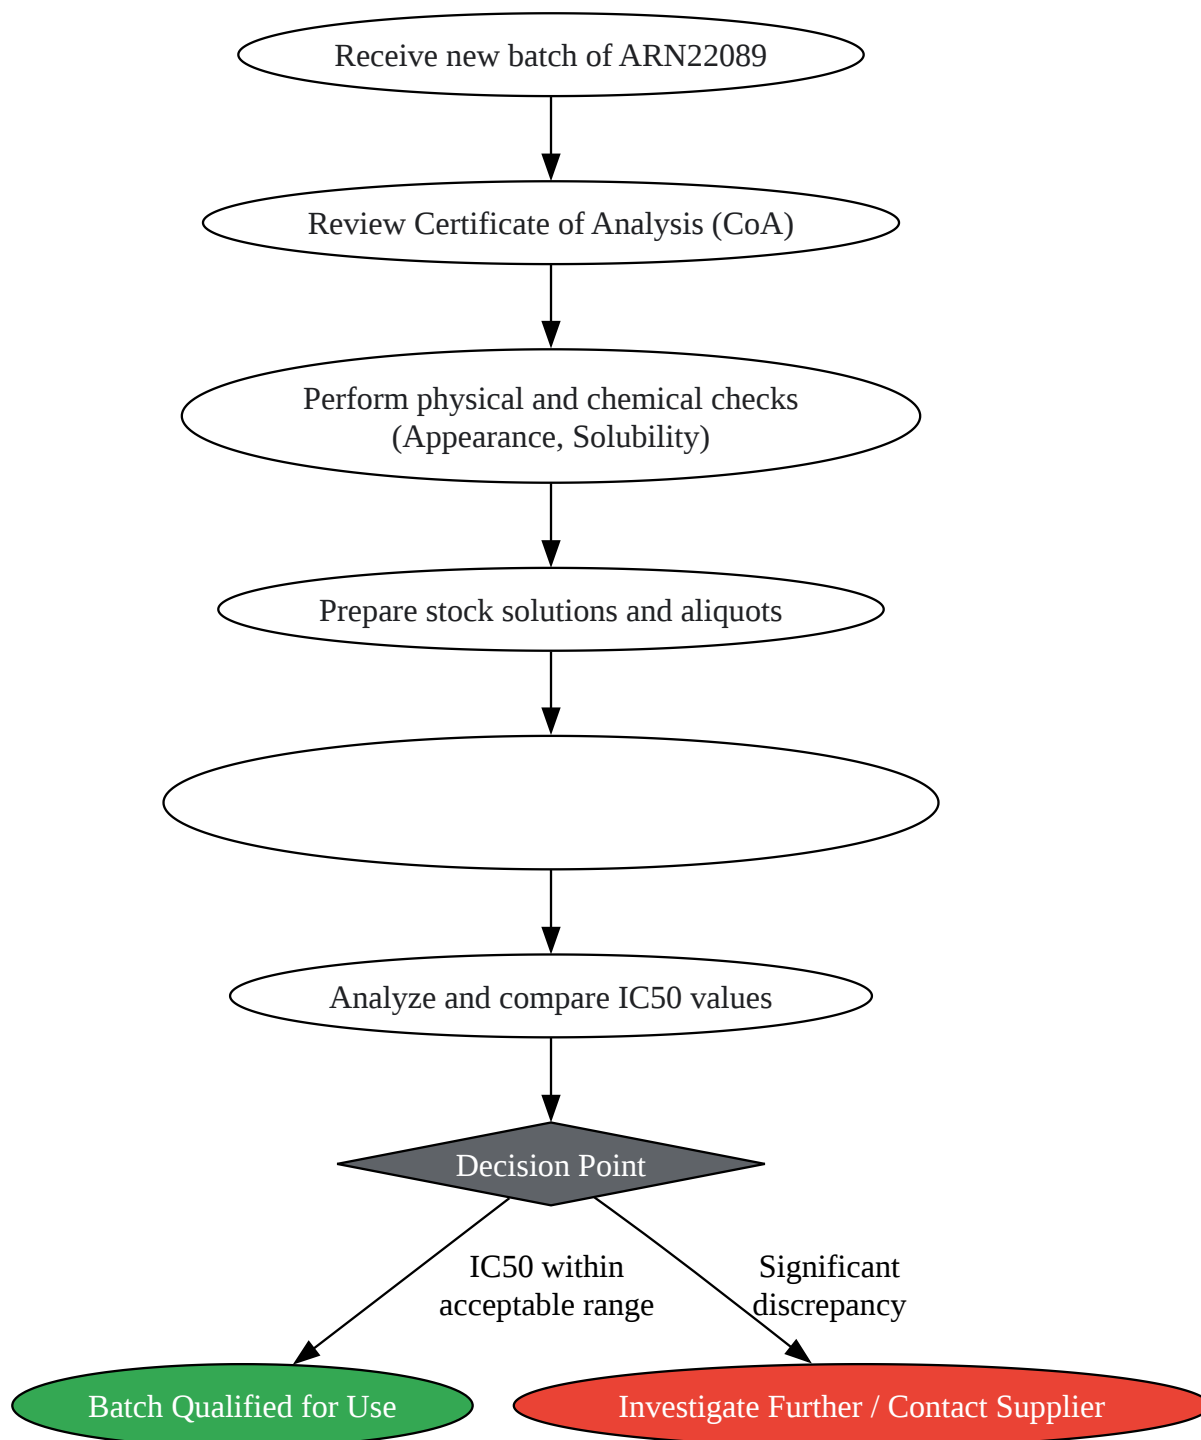 Receive new batch of ARN22089
Review Certificate of Analysis (CoA)
Perform physical and chemical checks
(Appearance, Solubility)
Prepare stock solutions and aliquots
Analyze and compare IC50 values
Decision Point
IC50 within
acceptable range
Significant
discrepancy
Batch Qualified for Use
Investigate Further / Contact Supplier